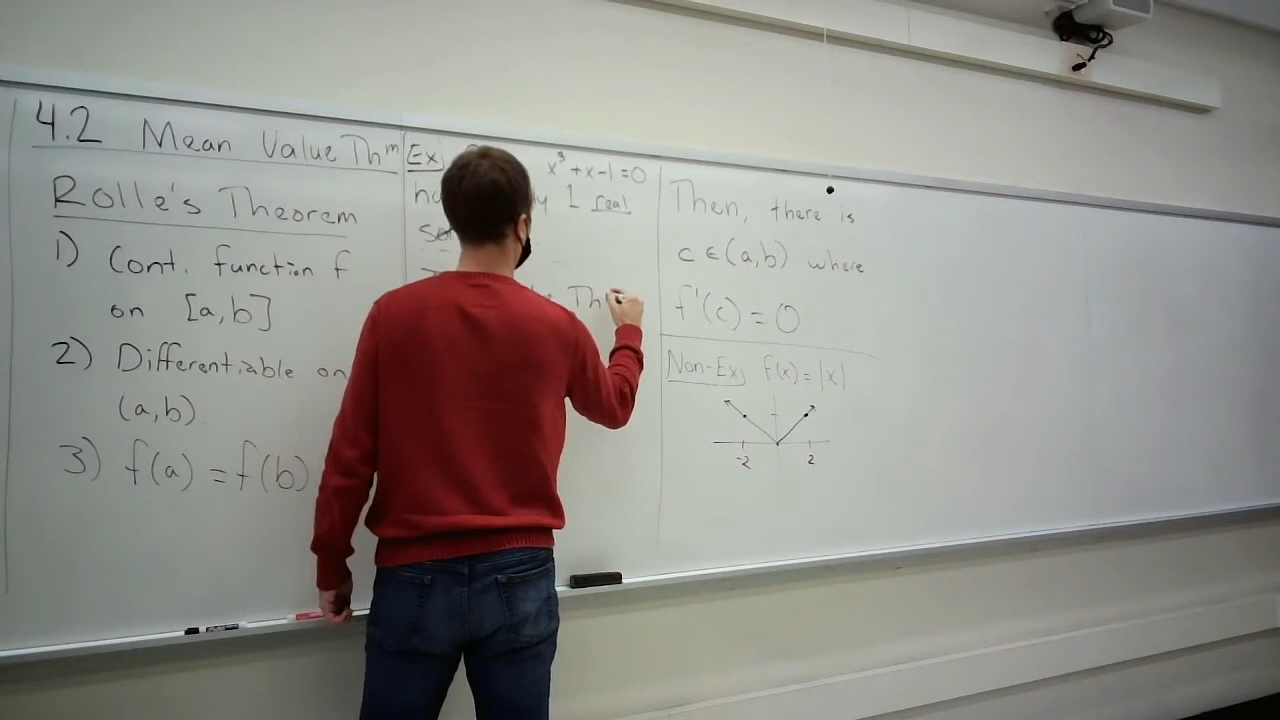 4.2 Mean Value Thm
Rolle's Theorem
1) Cont. function f
on [a,b]
2) Differentiable on
(a,b)
3) f(a) = f(b)
Ex;
x³+x-1=0
1 real
Th
Then, there is
c ∈ (a,b) where
f'(c) = 0
Non-Ex; f(x) = |x|
-2 2